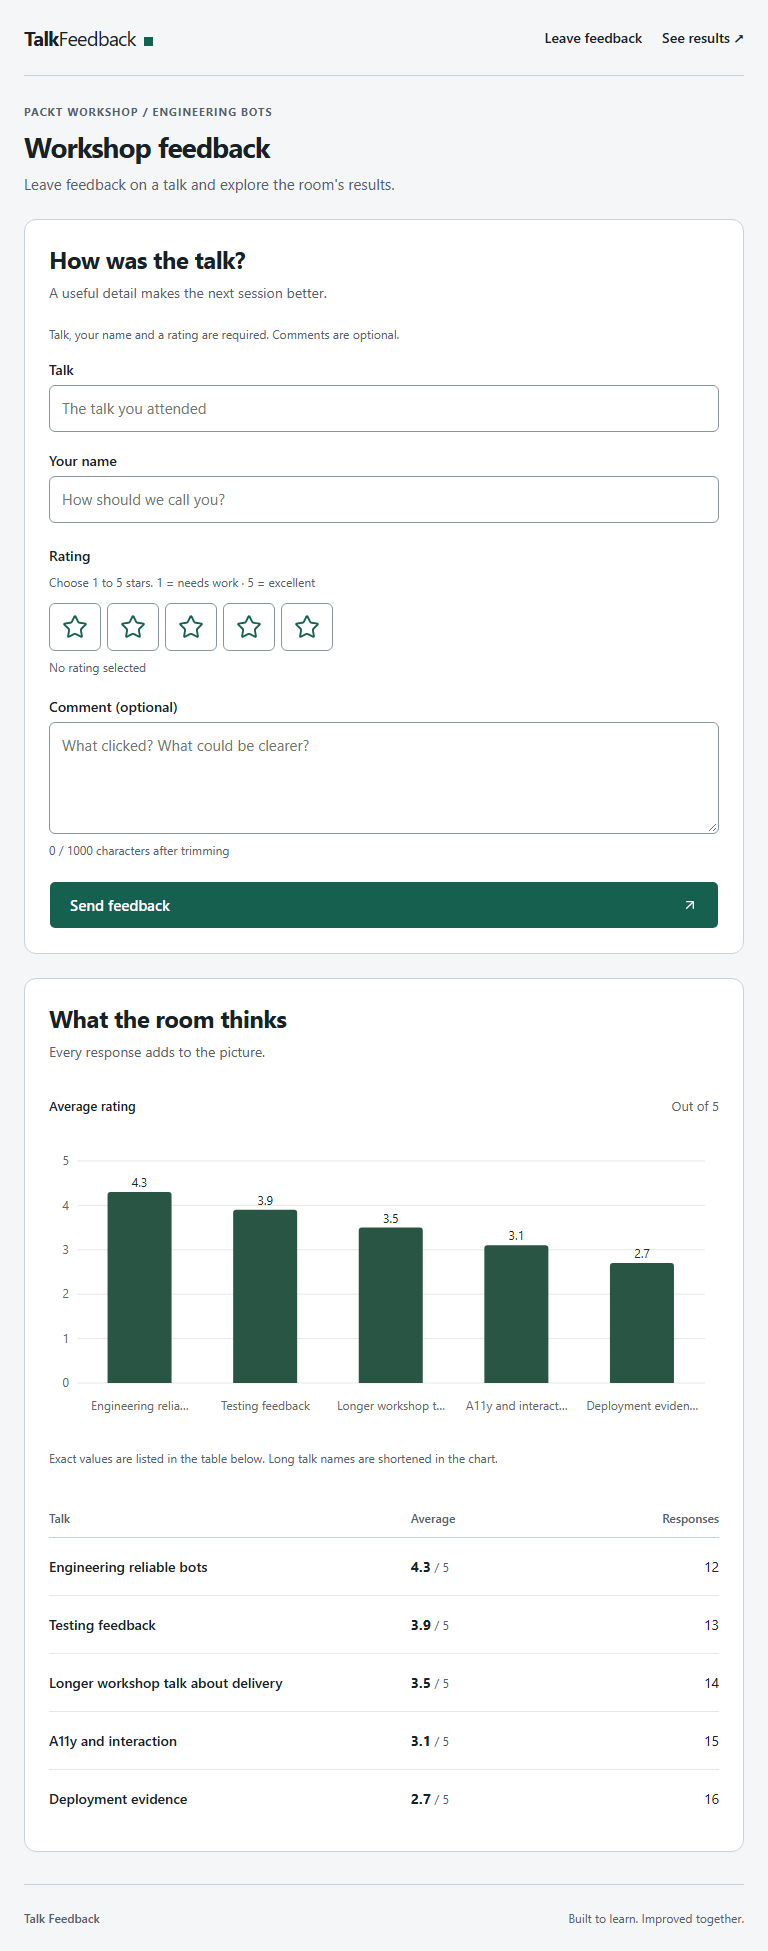 TalkFeedback
Leave feedback See results ↗
PACKT WORKSHOP / ENGINEERING BOTS
Workshop feedback
Leave feedback on a talk and explore the room's results.
How was the talk?
A useful detail makes the next session better.
Talk, your name and a rating are required. Comments are optional.
Talk
The talk you attended
Your name
How should we call you?
Rating
Choose 1 to 5 stars. 1 = needs work · 5 = excellent
No rating selected
Comment (optional)
What clicked? What could be clearer?
0 / 1000 characters after trimming
Send feedback
What the room thinks
Every response adds to the picture.
Average rating Out of 5
5
4
3
2
1
0
4.3 3.9 3.5 3.1 2.7
Engineering relia... Testing feedback Longer workshop t... A11y and interact... Deployment eviden...
Exact values are listed in the table below. Long talk names are shortened in the chart.
Talk Average Responses
Engineering reliable bots 4.3 / 5 12
Testing feedback 3.9 / 5 13
Longer workshop talk about delivery 3.5 / 5 14
A11y and interaction 3.1 / 5 15
Deployment evidence 2.7 / 5 16
Talk Feedback Built to learn. Improved together.